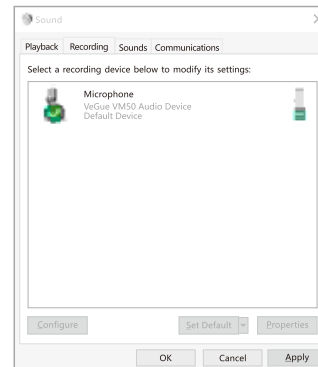 Sound
Playback Recording Sounds Communications
Select a recording device below to modify its settings:
Microphone
VeGue VM50 Audio Device
Default Device
Configure Set Default Properties
OK Cancel Apply